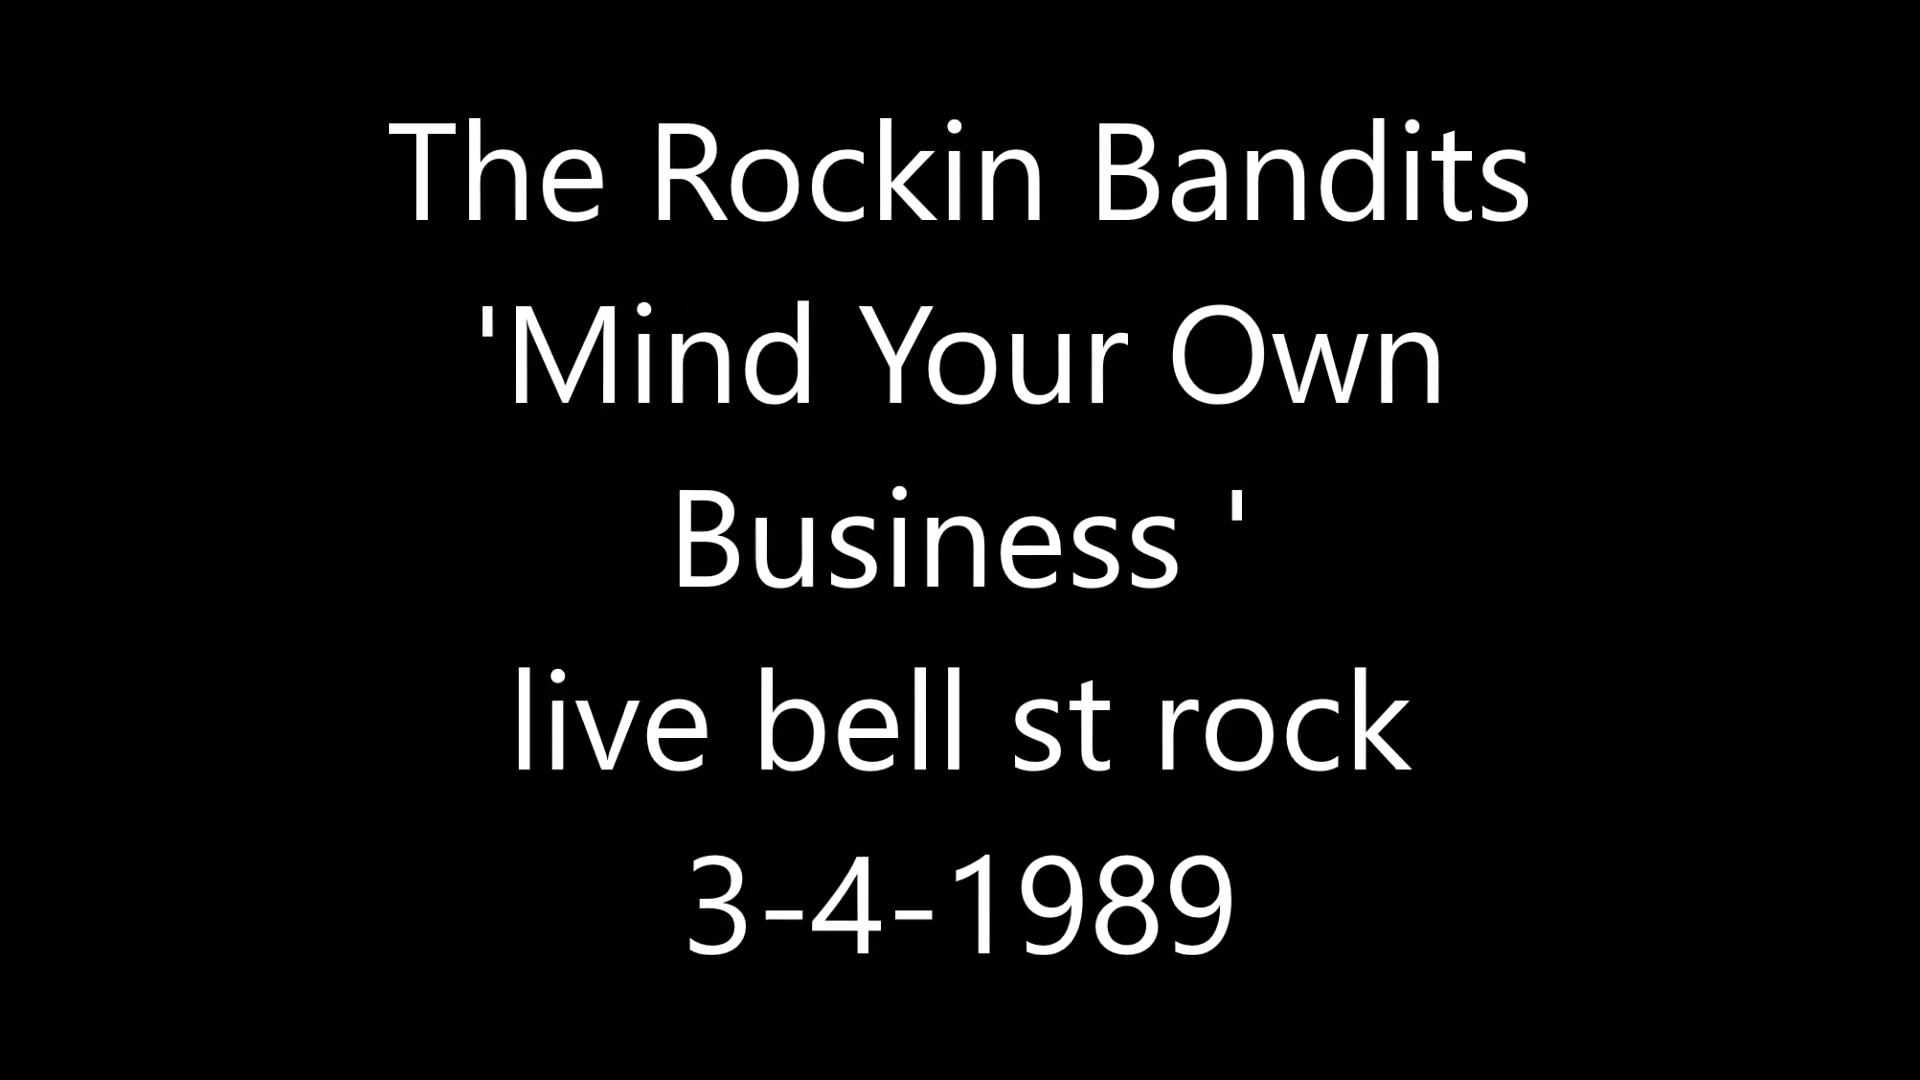 The Rockin Bandits
'Mind Your Own
Business '
live bell st rock
3-4-1989